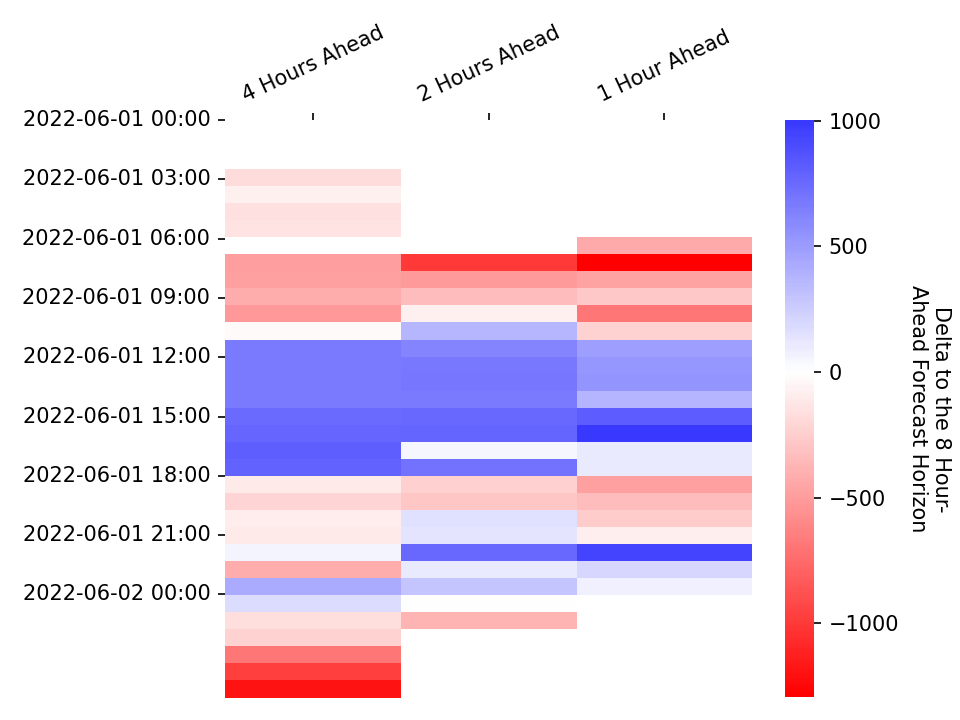 4 Hours Ahead
2 Hours Ahead
1 Hour Ahead
2022-06-01 00:00
2022-06-01 03:00
2022-06-01 06:00
2022-06-01 09:00
2022-06-01 12:00
2022-06-01 15:00
2022-06-01 18:00
2022-06-01 21:00
2022-06-02 00:00
1000
500
0
−500
−1000
Delta to the 8 Hour-
Ahead Forecast Horizon